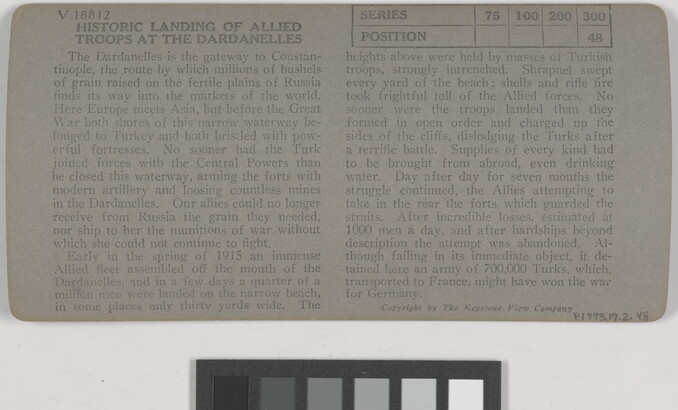 V 18812
HISTORIC LANDING OF ALLIED
TROOPS AT THE DARDANELLES
The Dardanelles is the gateway to Constan-
tinople, the route by which millions of bushels
of grain raised on the fertile plains of Russia
finds its way into the markets of the world.
Here Europe meets Asia, but before the Great
War both shores of this narrow waterway be-
longed to Turkey and both bristled with pow-
erful fortresses. No sooner had the Turk
joined forces with the Central Powers than
he closed this waterway, arming the forts with
modern artillery and loosing countless mines
in the Dardanelles. Our allies could no longer
receive from Russia the grain they needed,
nor ship to her the munitions of war without
which she could not continue to fight.
Early in the spring of 1915 an immense
Allied fleet assembled off the mouth of the
Dardanelles, and in a few days a quarter of a
million men were landed on the narrow beach,
in some places only thirty yards wide. The
SERIES 75 100 200 300
POSITION 48
heights above were held by masses of Turkish
troops, strongly intrenched. Shrapnel swept
every yard of the beach; shells and rifle fire
took frightful toll of the Allied forces. No
sooner were the troops landed than they
formed in open order and charged up the
sides of the cliffs, dislodging the Turks after
a terrific battle. Supplies of every kind had
to be brought from abroad, even drinking
water. Day after day for seven months the
struggle continued, the Allies attempting to
take in the rear the forts which guarded the
straits. After incredible losses, estimated at
1000 men a day, and after hardships beyond
description the attempt was abandoned. Al-
though failing in its immediate object, it de-
tained here an army of 700,000 Turks, which,
transported to France, might have won the war
for Germany.
Copyright by The Keystone View Company
P1973.19.2.48